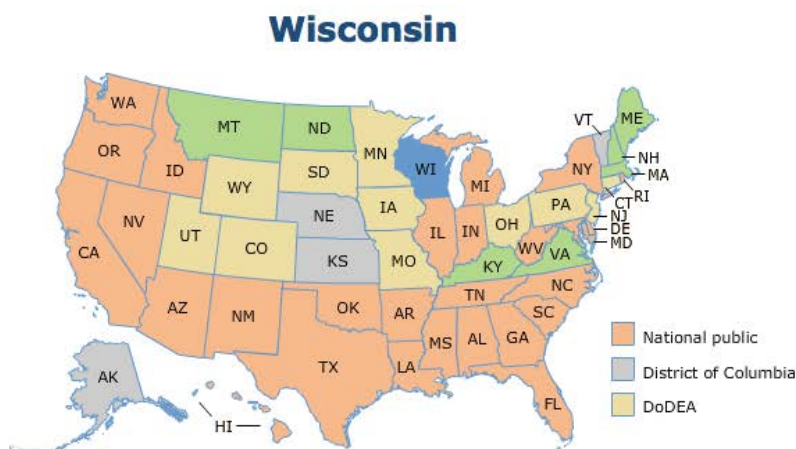 Wisconsin
WA
MT
ND
MN
VT
ME
OR
ID
WI
NH
MA
SD
MI
NY
RI
WY
CT
IA
PA
NJ
NV
NE
OH
DE
UT
IL
IN
MD
CA
CO
WV
VA
KS
MO
KY
NC
TN
AZ
NM
OK
AR
SC
MS
AL
GA
National public
TX
LA
District of Columbia
AK
FL
DoDEA
HI